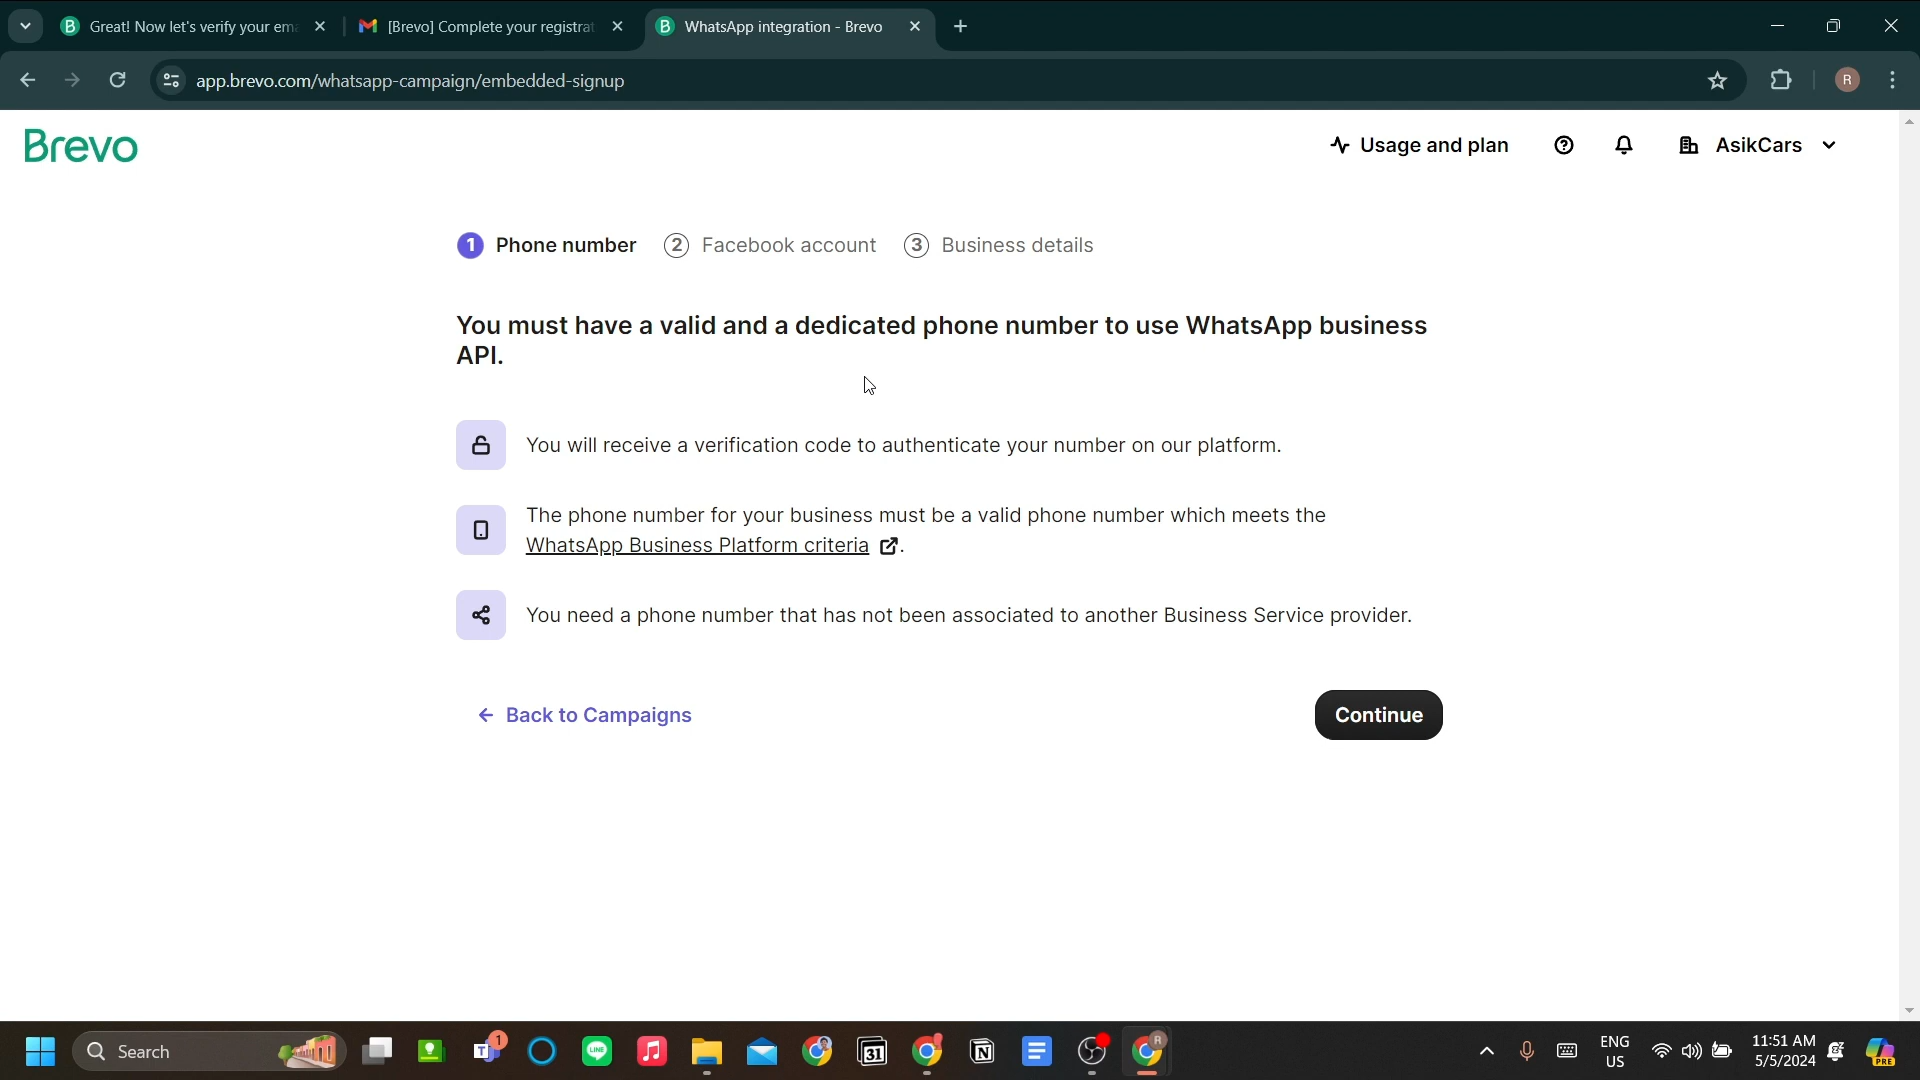 Great! Now let's verify your ema
[Brevo] Complete your registrat
WhatsApp integration - Brevo
app.brevo.com/whatsapp-campaign/embedded-signup
R
Brevo
Usage and plan
AsikCars
1 Phone number
2 Facebook account
3 Business details
You must have a valid and a dedicated phone number to use WhatsApp business
API.
You will receive a verification code to authenticate your number on our platform.
The phone number for your business must be a valid phone number which meets the
WhatsApp Business Platform criteria .
You need a phone number that has not been associated to another Business Service provider.
Back to Campaigns
Continue
Search
1
LINE
31
R
ENG
US
11:51 AM
5/5/2024
PRE